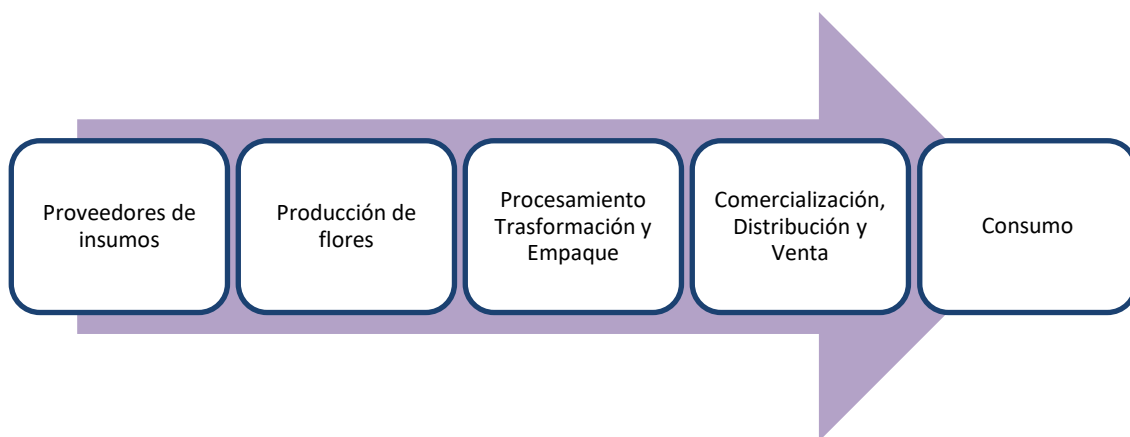 Proveedores de
insumos
Producción de
flores
Procesamiento
Trasformación y
Empaque
Comercialización,
Distribución y
Venta
Consumo